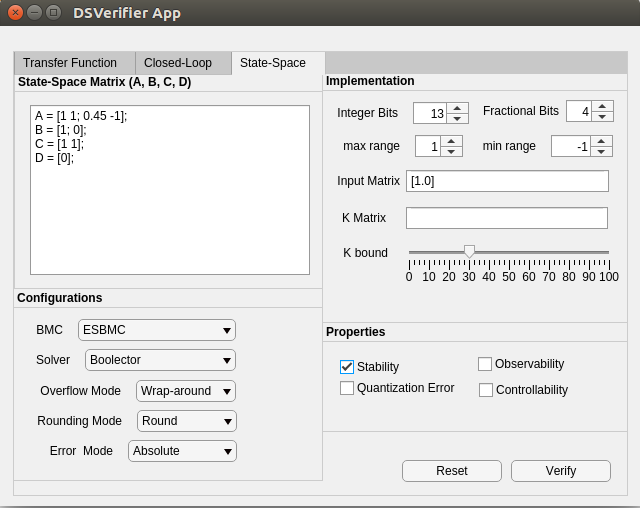 DSVerifier App
Transfer Function Closed-Loop State-Space
State-Space Matrix (A, B, C, D)
A = [1 1; 0.45 -1];
B = [1; 0];
C = [1 1];
D = [0];
Configurations
BMC ESBMC
Solver Boolector
Overflow Mode Wrap-around
Rounding Mode Round
Error Mode Absolute
Implementation
Integer Bits 13 Fractional Bits 4
max range 1 min range -1
Input Matrix [1.0]
K Matrix
K bound
0 10 20 30 40 50 60 70 80 90 100
Properties
Stability Observability
Quantization Error Controllability
Reset Verify